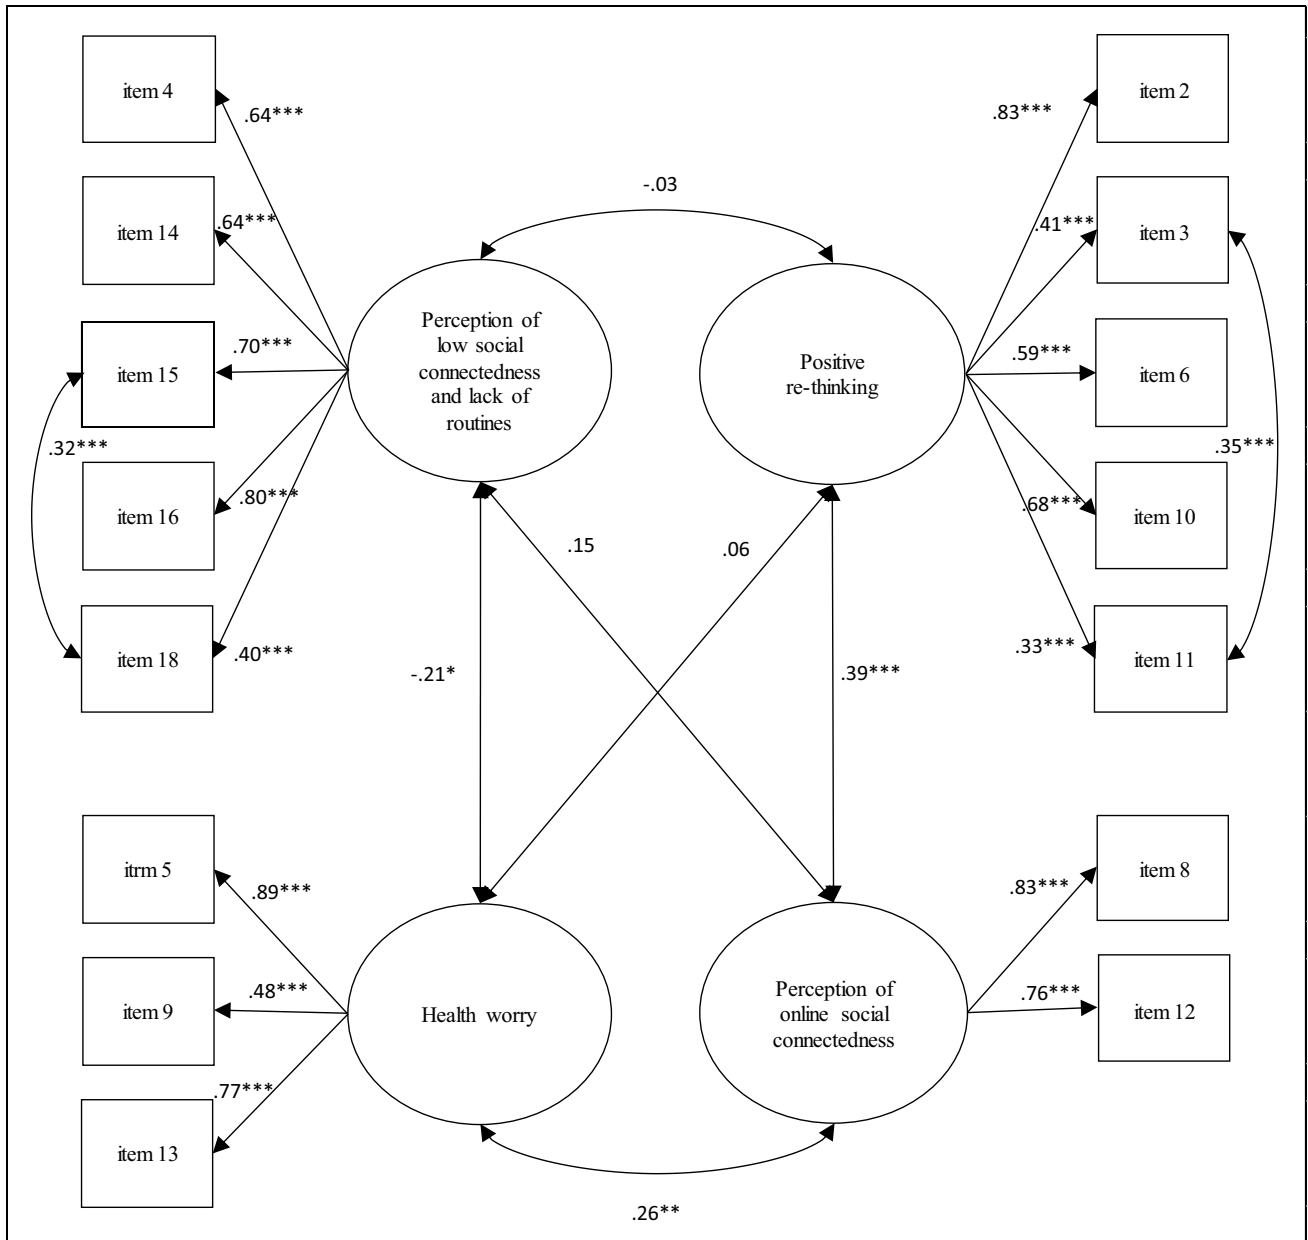 item 4
.64***
item 2
.83***
-.03
item 14
.64***
item 3
.41***
Perception of
low social
connectedness
and lack of
routines
Positive
re-thinking
item 15
.70***
item 6
.59***
.32***
.35***
item 16
.80***
item 10
.68***
.15
.06
item 18
.40***
item 11
.33***
-.21*
.39***
itrm 5
.89***
item 8
.83***
item 9
.48***
Health worry
Perception of
online social
connectedness
item 12
.76***
.77***
item 13
.26**